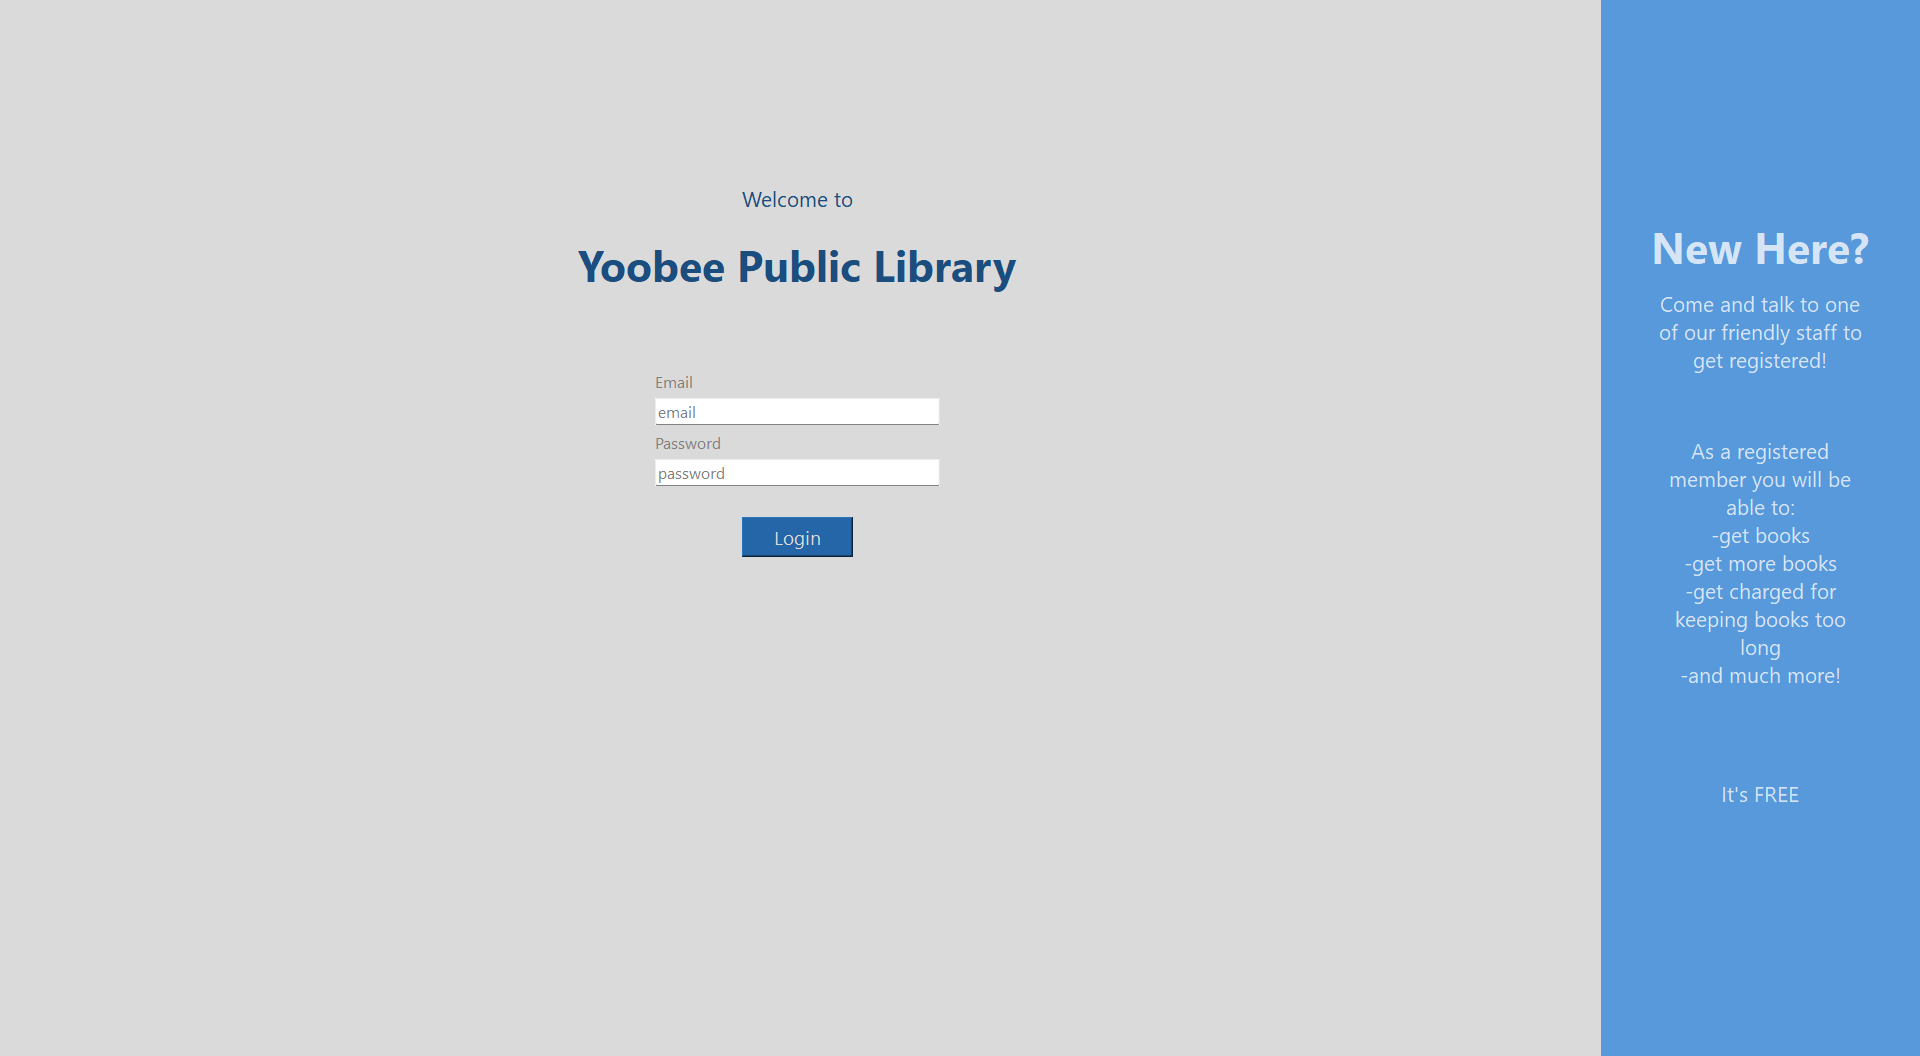 Welcome to
Yoobee Public Library
Email
email
Password
password
Login
New Here?
Come and talk to one
of our friendly staff to
get registered!
As a registered
member you will be
able to:
-get books
-get more books
-get charged for
keeping books too
long
-and much more!
It's FREE